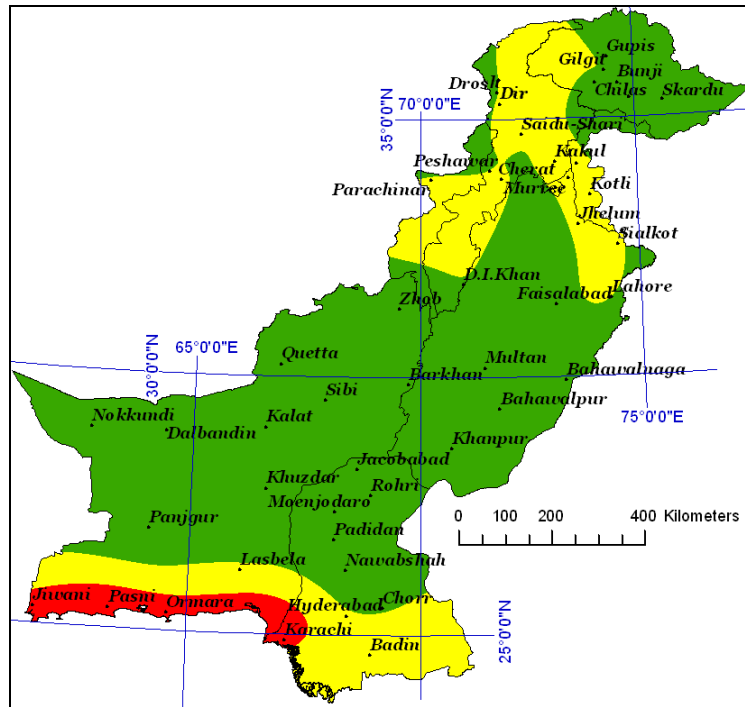 Gupis
Gilgit
Drosh
Bunji
Dir
Chilas
Skardu
70°0'0"E
35°0'0"N
Saidu-Shari
Kakul
Peshawar
Cherat
Parachinar
Murree
Kotli
Jhelum
Sialkot
D.I.Khan
Lahore
Zhob
Faisalabad
65°0'0"E
30°0'0"N
Quetta
Multan
Barkhan
Bahawalnaga
Sibi
Nokkundi
Dalbandin
Kalat
Bahawalpur
75°0'0"E
Khanpur
Jacobabad
Khuzdar
Rohri
Moenjodaro
0 100 200 400 Kilometers
Panjgur
Padidan
Lasbela
Nawabshah
Jiwani
Pasni
Ormara
Hyderabad
Chorr
Karachi
25°0'0"N
Badin